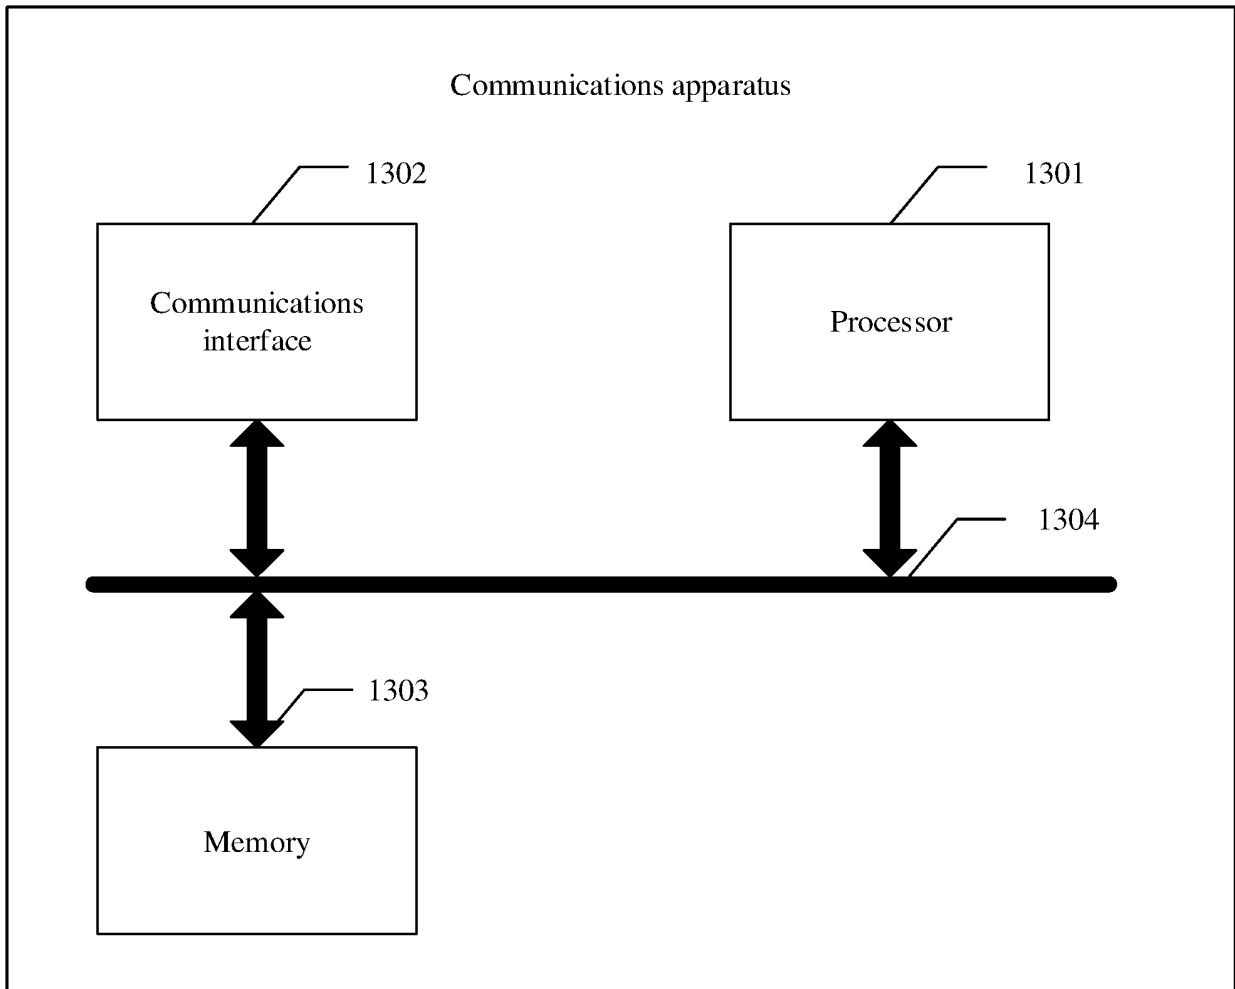 Communications apparatus
1302
1301
Communications
interface
Processor
1304
1303
Memory